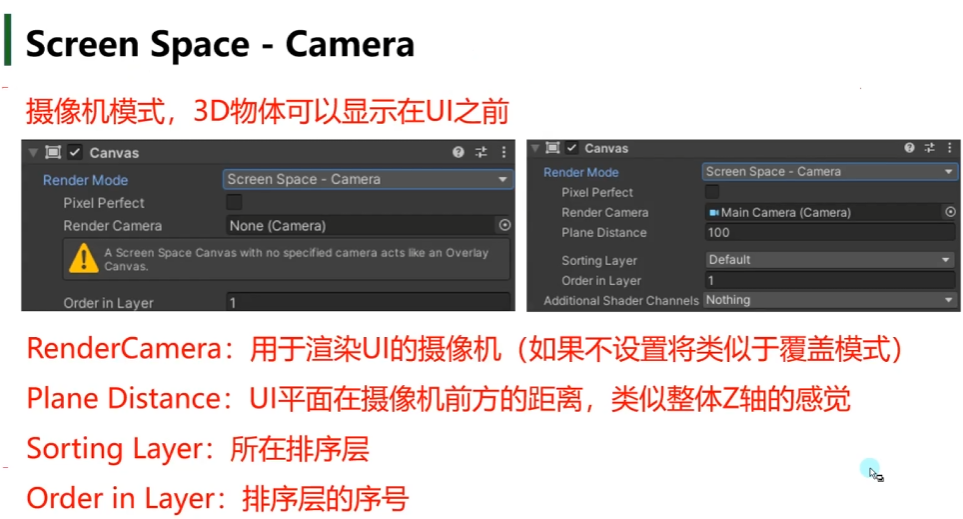 Screen Space - Camera
摄像机模式，3D物体可以显示在UI之前
Canvas
Render Mode Screen Space - Camera
Pixel Perfect
Render Camera None (Camera)
A Screen Space Canvas with no specified camera acts like an Overlay
Canvas.
Order in Layer 1
Canvas
Render Mode Screen Space - Camera
Pixel Perfect
Render Camera Main Camera (Camera)
Plane Distance 100
Sorting Layer Default
Order in Layer 1
Additional Shader Channels Nothing
RenderCamera：用于渲染UI的摄像机（如果不设置将类似于覆盖模式）
Plane Distance：UI平面在摄像机前方的距离，类似整体Z轴的感觉
Sorting Layer：所在排序层
Order in Layer：排序层的序号